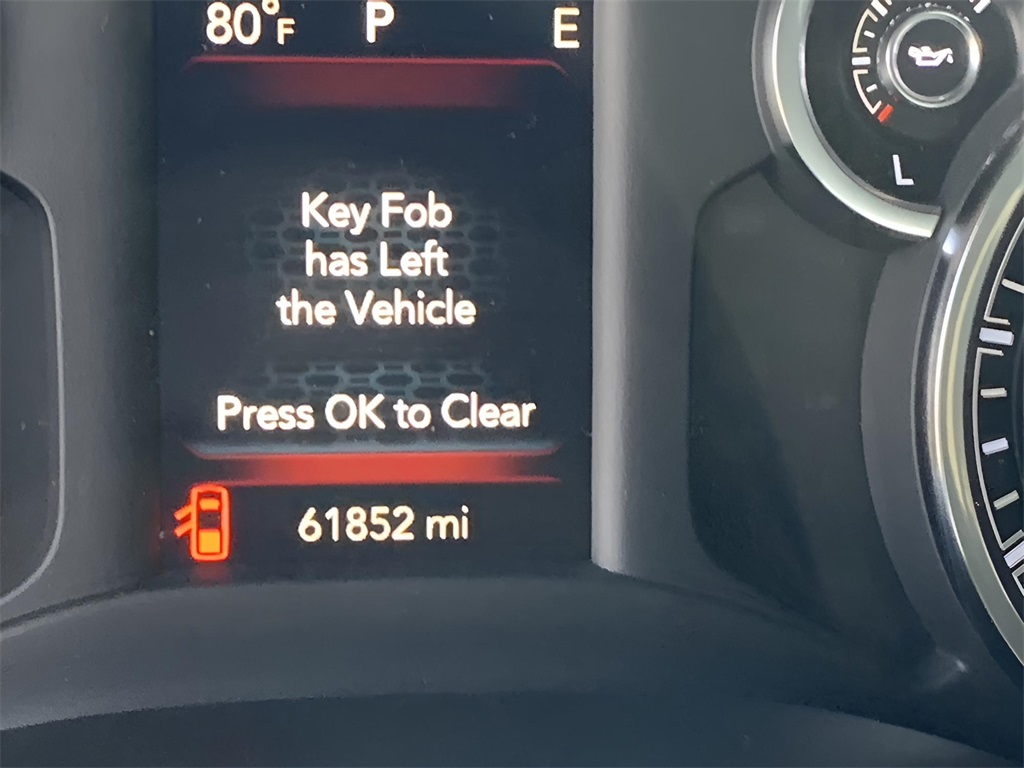 80°F P E
L
Key Fob
has Left
the Vehicle
Press OK to Clear
61852 mi